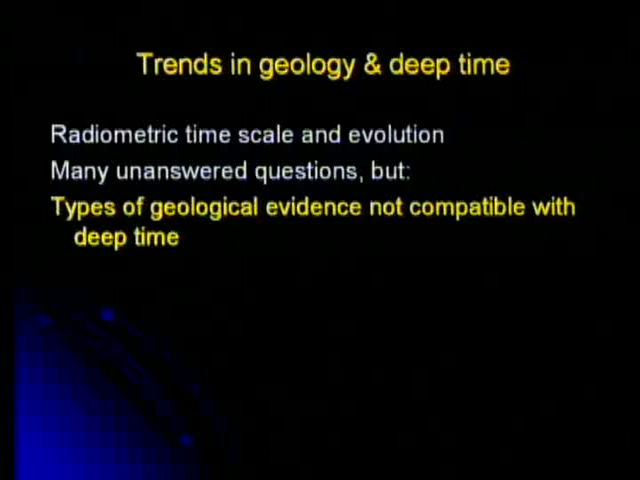 Trends in geology & deep time
Radiometric time scale and evolution
Many unanswered questions, but:
Types of geological evidence not compatible with
deep time